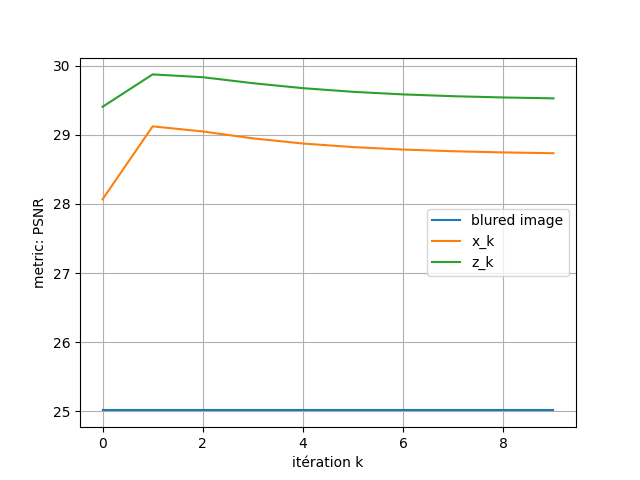 30
29
28
27
26
25
metric: PSNR
blured image
x_k
z_k
0
2
4
6
8
itération k